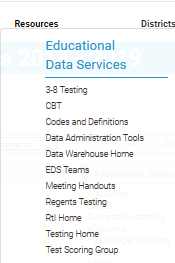 Resources Districts
Educational
Data Services
3-8 Testing
CBT
Codes and Definitions
Data Administration Tools
Data Warehouse Home
EDS Teams
Meeting Handouts
Regents Testing
RtI Home
Testing Home
Test Scoring Group